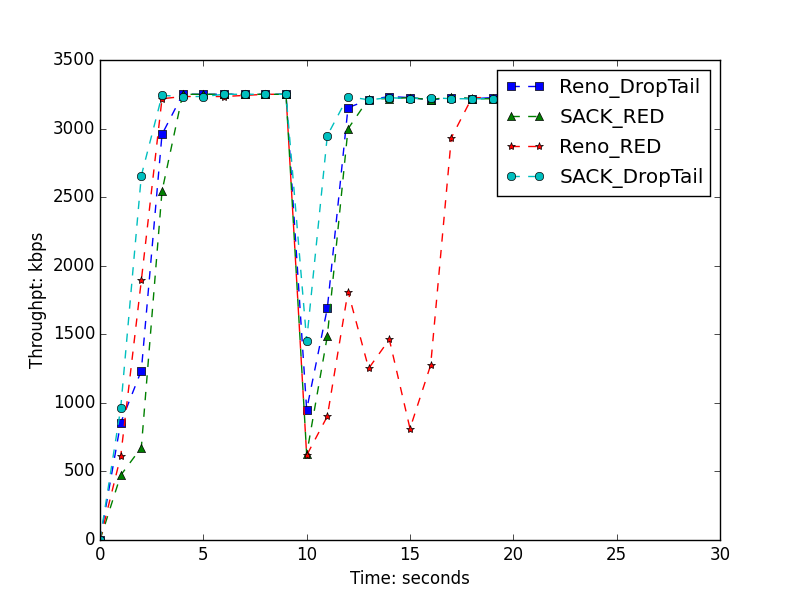 3500
3000
2500
2000
1500
1000
500
0
Throughpt: kbps
0 5 10 15 20 25 30
Time: seconds
Reno_DropTail
SACK_RED
Reno_RED
SACK_DropTail